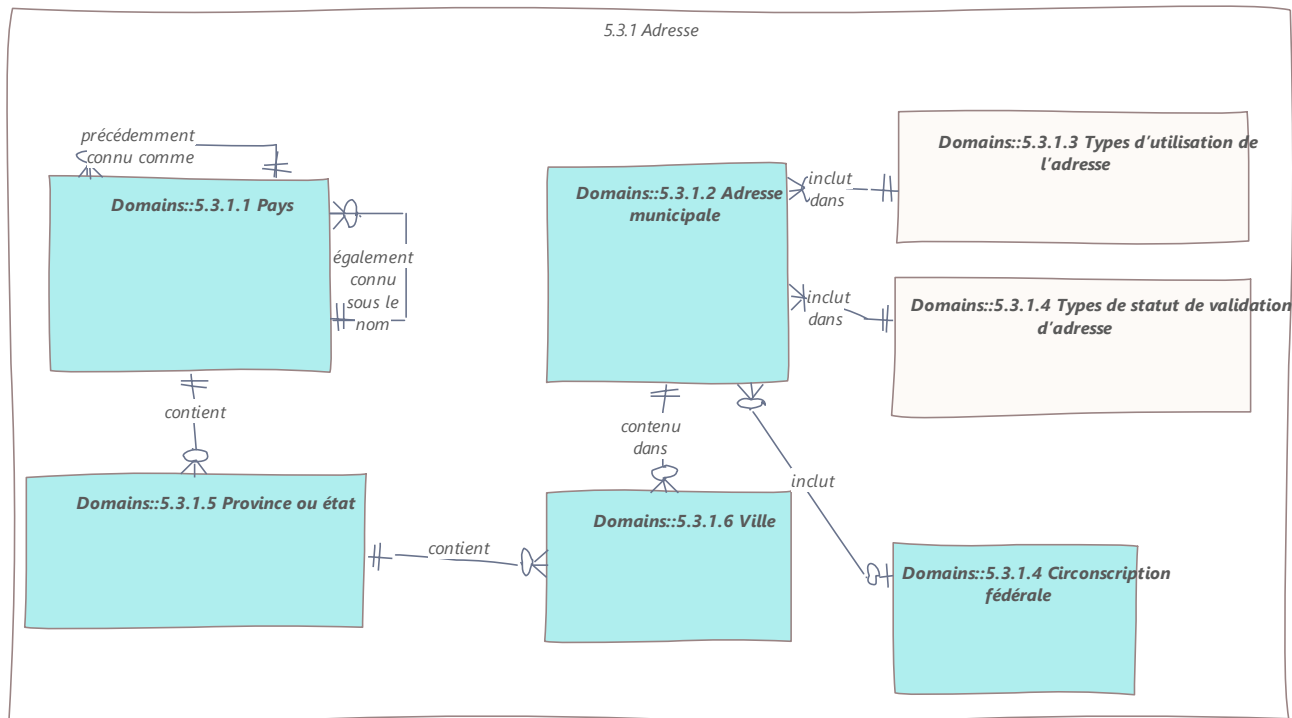 5.3.1 Adresse
précédemment
connu comme
Domains::5.3.1.1 Pays
également
connu
sous le
nom
contient
Domains::5.3.1.2 Adresse
municipale
inclut
dans
Domains::5.3.1.3 Types d'utilisation de
l'adresse
inclut
dans
Domains::5.3.1.4 Types de statut de validation
d'adresse
contenu
dans
inclut
Domains::5.3.1.5 Province ou état
contient
Domains::5.3.1.6 Ville
Domains::5.3.1.4 Circonscription
fédérale